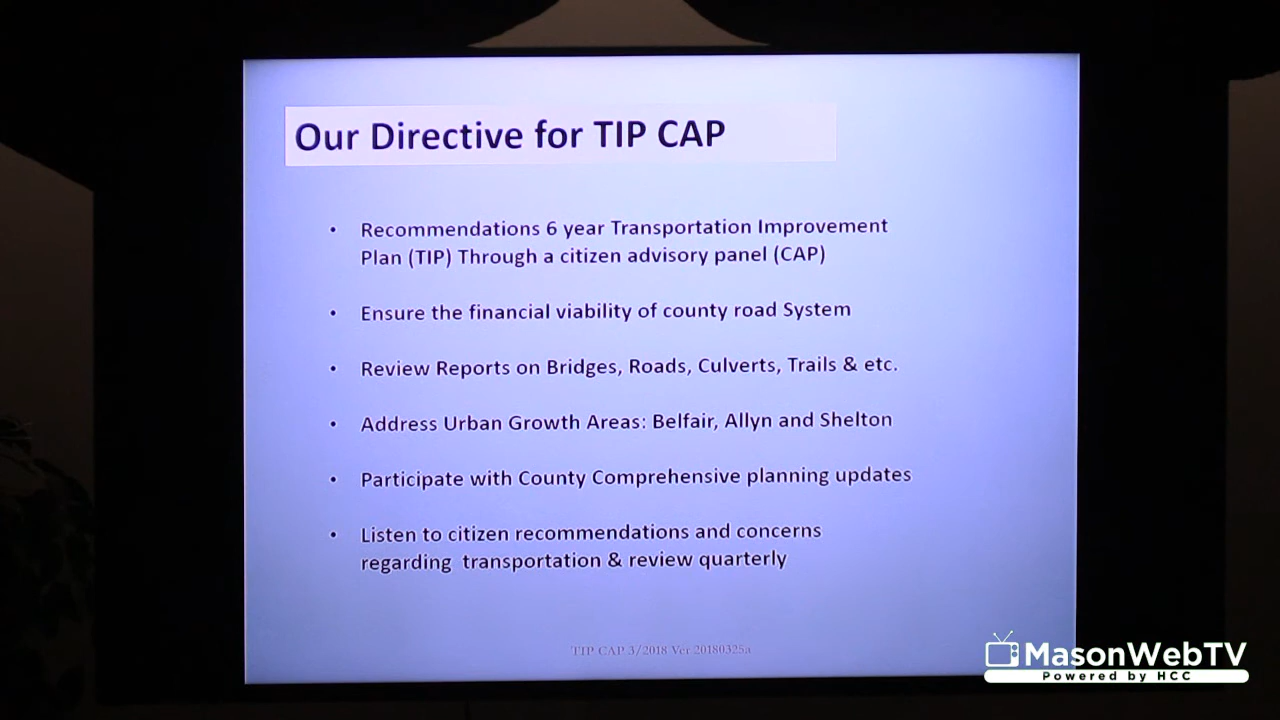 Our Directive for TIP CAP
• Recommendations 6 year Transportation Improvement
Plan (TIP) Through a citizen advisory panel (CAP)
• Ensure the financial viability of county road System
• Review Reports on Bridges, Roads, Culverts, Trails & etc.
• Address Urban Growth Areas: Belfair, Allyn and Shelton
• Participate with County Comprehensive planning updates
• Listen to citizen recommendations and concerns
regarding transportation & review quarterly
TIP CAP 3/2018 Ver 20180325a
MasonWebTV
Powered by HCC